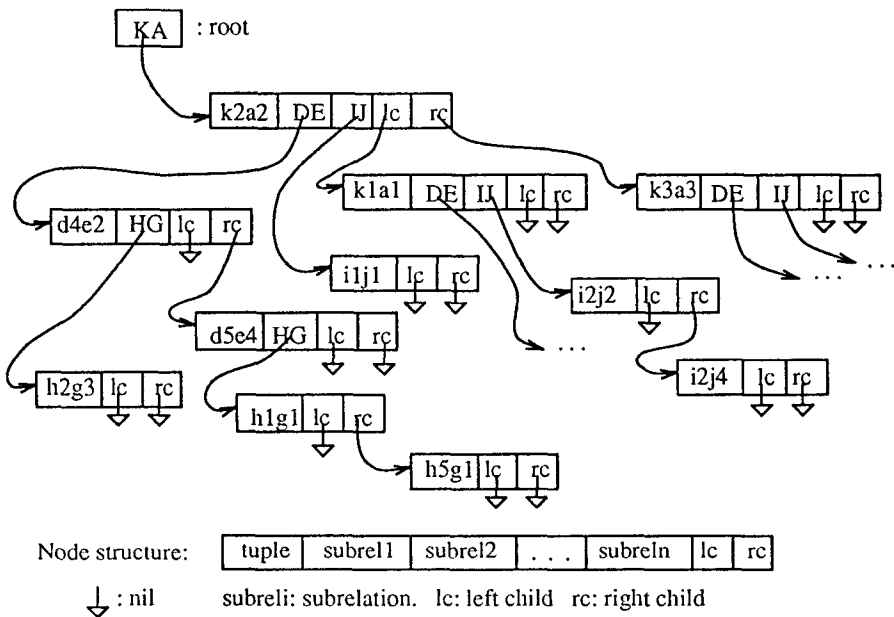 KA : root
k2a2 DE IJ lc rc
k1a1 DE IJ lc rc
k3a3 DE IJ lc rc
d4e2 HG lc rc
i1j1 lc rc
i2j2 lc rc
. . . . . .
d5e4 HG lc rc
. . .
h2g3 lc rc
i2j4 lc rc
h1g1 lc rc
h5g1 lc rc
Node structure: tuple subrel1 subrel2 . . . subreln lc rc
: nil subreli: subrelation. lc: left child rc: right child